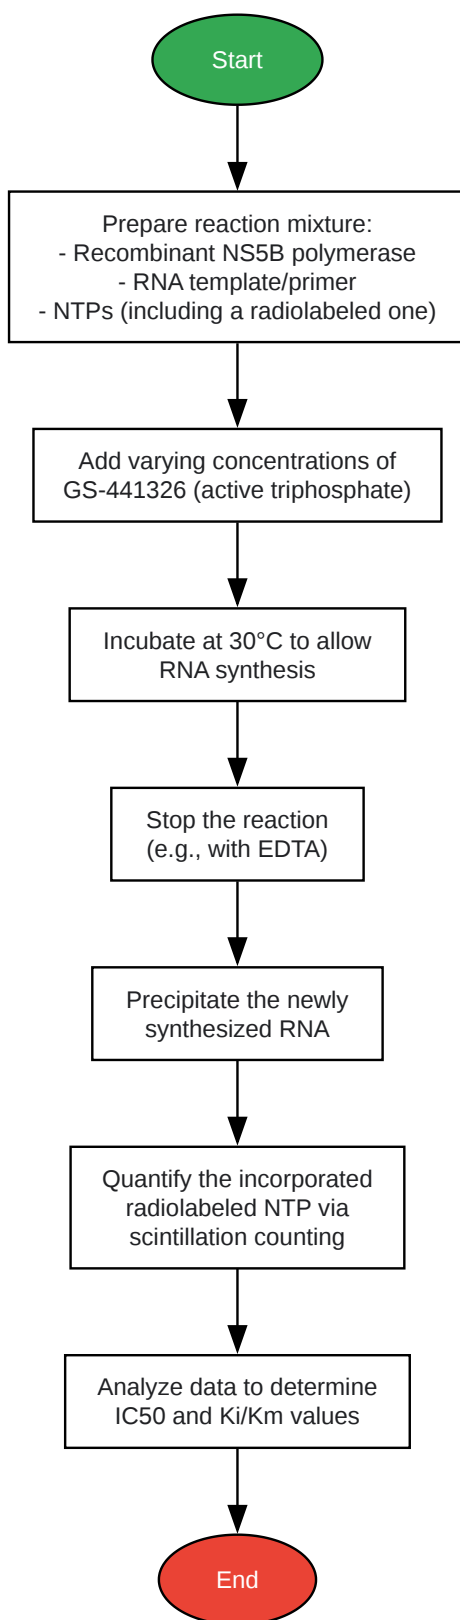 Start
Prepare reaction mixture:
- Recombinant NS5B polymerase
- RNA template/primer
- NTPs (including a radiolabeled one)
Add varying concentrations of
GS-441326 (active triphosphate)
Incubate at 30°C to allow
RNA synthesis
Stop the reaction
(e.g., with EDTA)
Precipitate the newly
synthesized RNA
Quantify the incorporated
radiolabeled NTP via
scintillation counting
Analyze data to determine
IC50 and Ki/Km values
End